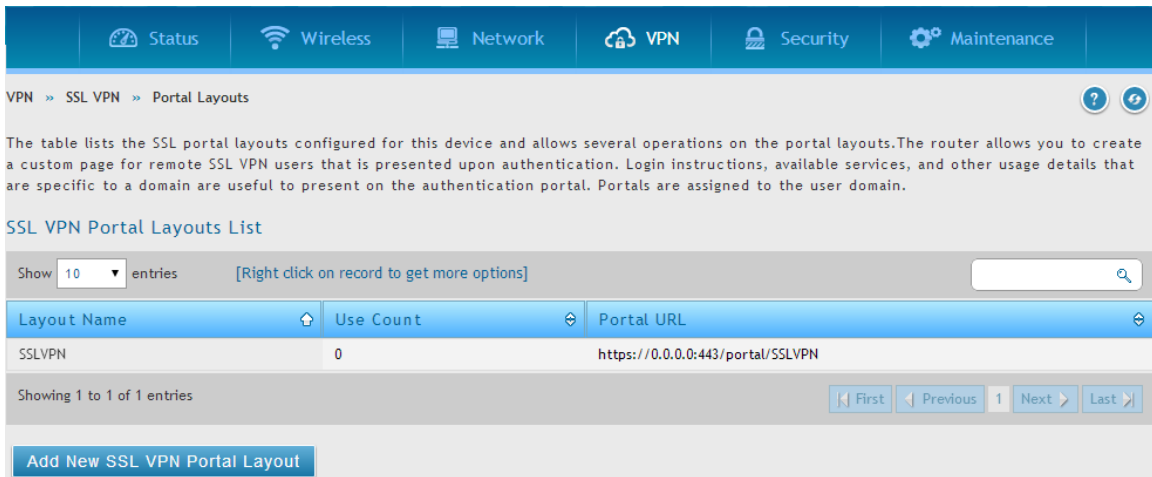 Status Wireless Network VPN Security Maintenance
VPN » SSL VPN » Portal Layouts ?
The table lists the SSL portal layouts configured for this device and allows several operations on the portal layouts.The router allows you to create
a custom page for remote SSL VPN users that is presented upon authentication. Login instructions, available services, and other usage details that
are specific to a domain are useful to present on the authentication portal. Portals are assigned to the user domain.
SSL VPN Portal Layouts List
Show 10 entries [Right click on record to get more options]
Layout Name Use Count Portal URL
SSLVPN 0 https://0.0.0.0:443/portal/SSLVPN
Showing 1 to 1 of 1 entries First Previous 1 Next Last
Add New SSL VPN Portal Layout